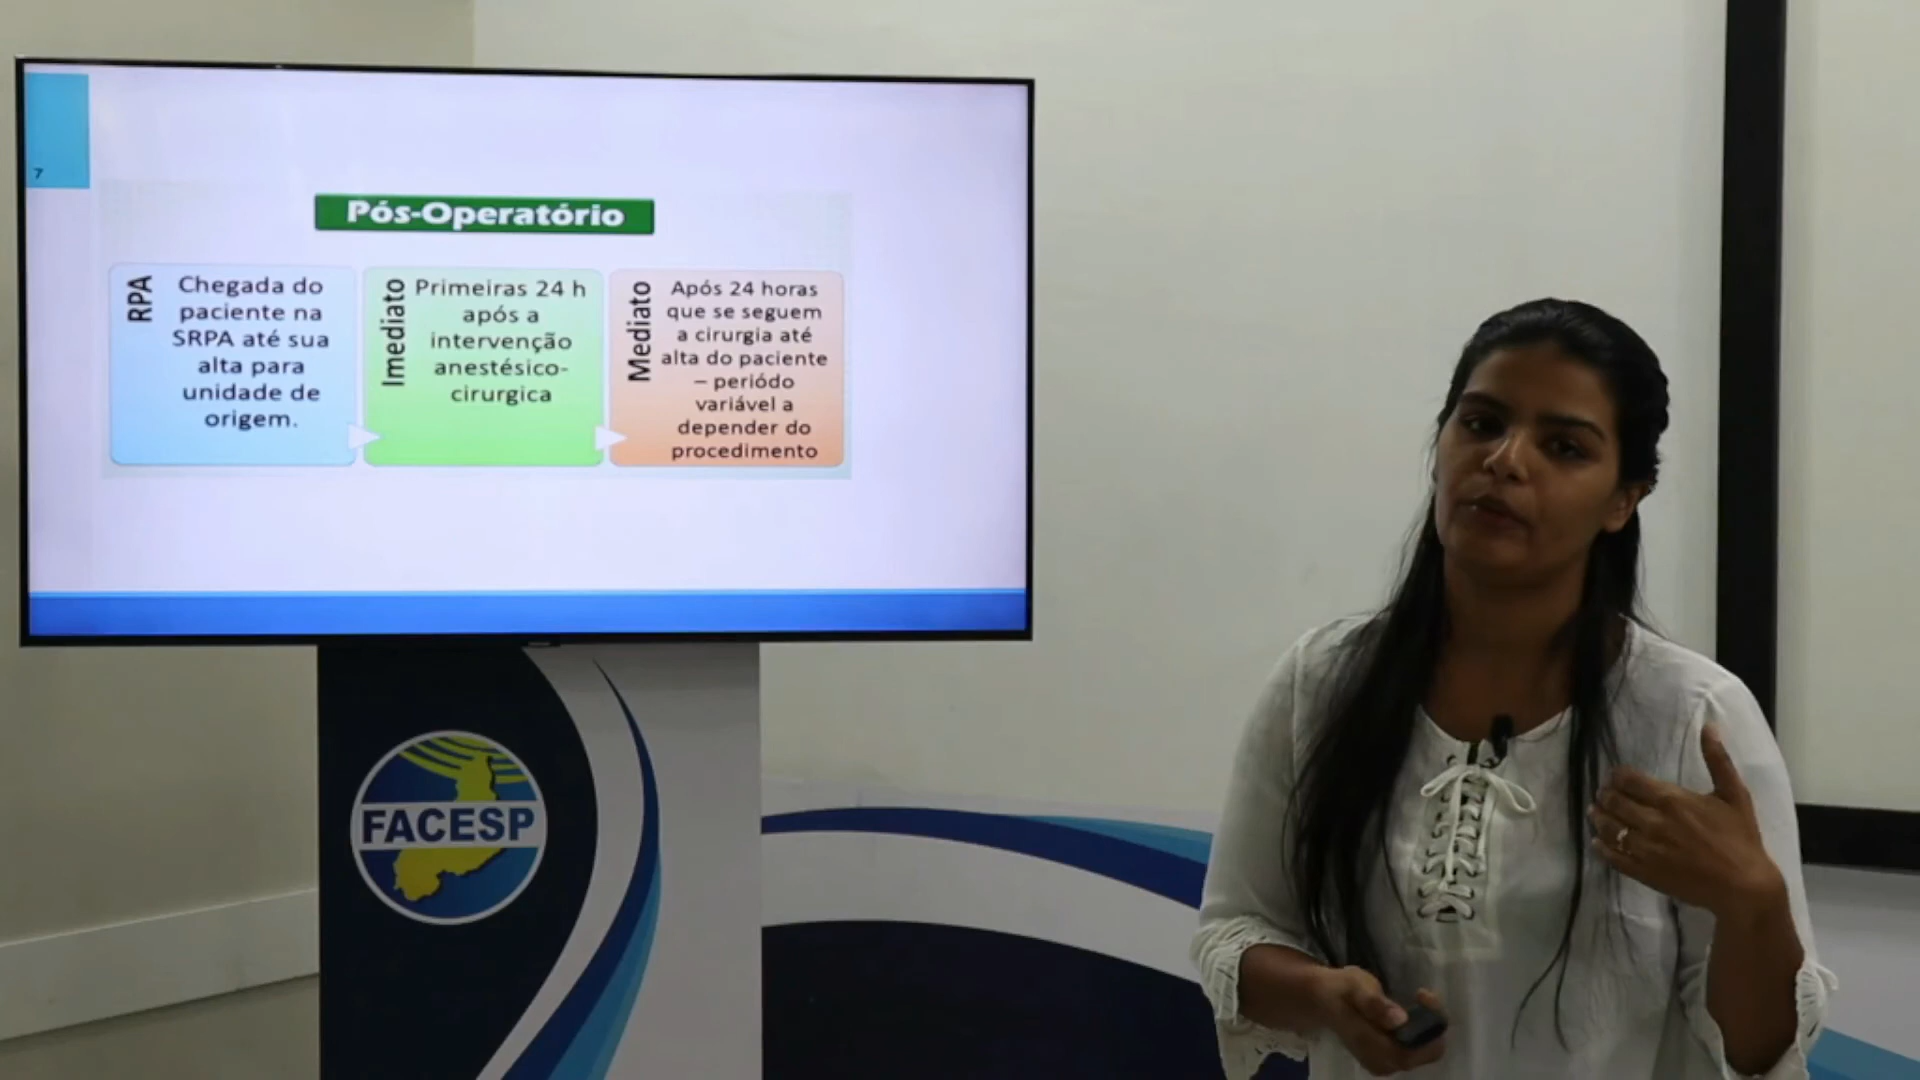 7
Pós-Operatório
RPA
Chegada do
paciente na
SRPA até sua
alta para
unidade de
origem.
Imediato
Primeiras 24 h
após a
intervenção
anestésico-
cirurgica
Mediato
Após 24 horas
que se seguem
a cirurgia até
alta do paciente
– periódo
variável a
depender do
procedimento
FACESP